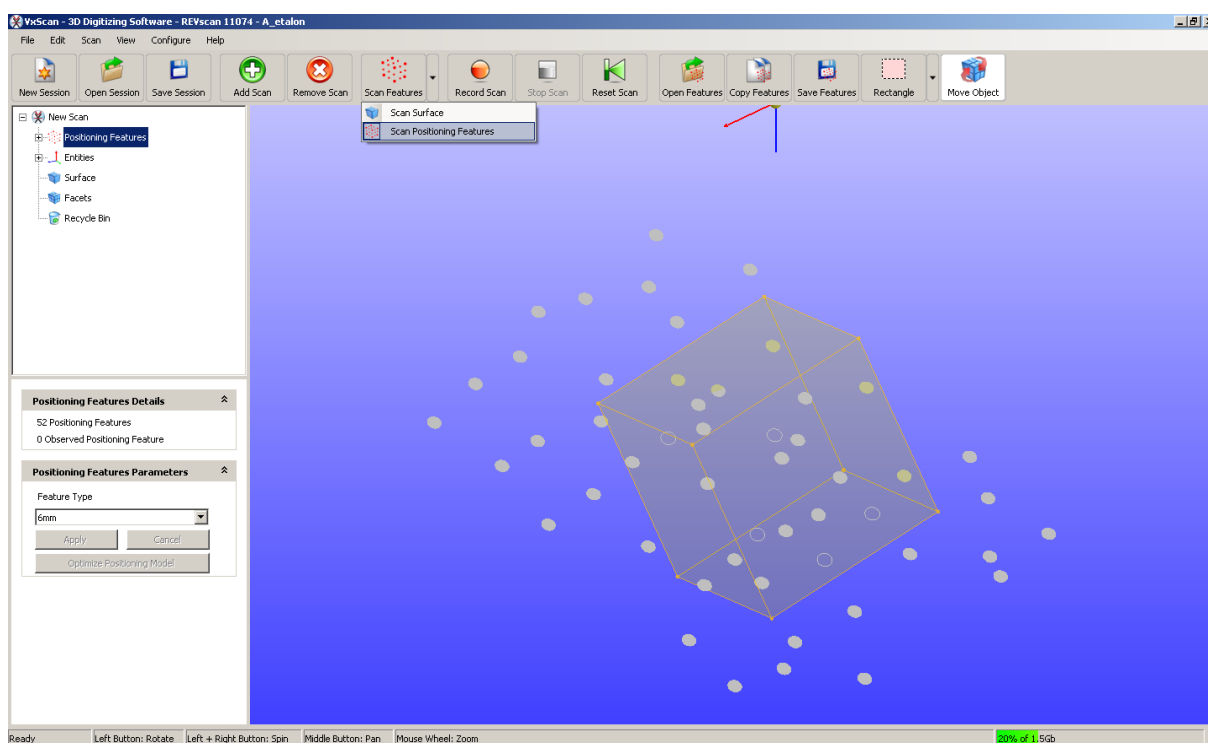 VxScan - 3D Digitizing Software - REVscan 11074 - A_etalon
File Edit Scan View Configure Help
New Session Open Session Save Session Add Scan Remove Scan Scan Features Record Scan Stop Scan Reset Scan Open Features Copy Features Save Features Rectangle Move Object
Scan Surface
Scan Positioning Features
New Scan
Positioning Features
Entities
Surface
Facets
Recycle Bin
Positioning Features Details
52 Positioning Features
0 Observed Positioning Feature
Positioning Features Parameters
Feature Type
6mm
Apply Cancel
Optimize Positioning Model
Ready Left Button: Rotate Left + Right Button: Spin Middle Button: Pan Mouse Wheel: Zoom 20% of 1.5Gb